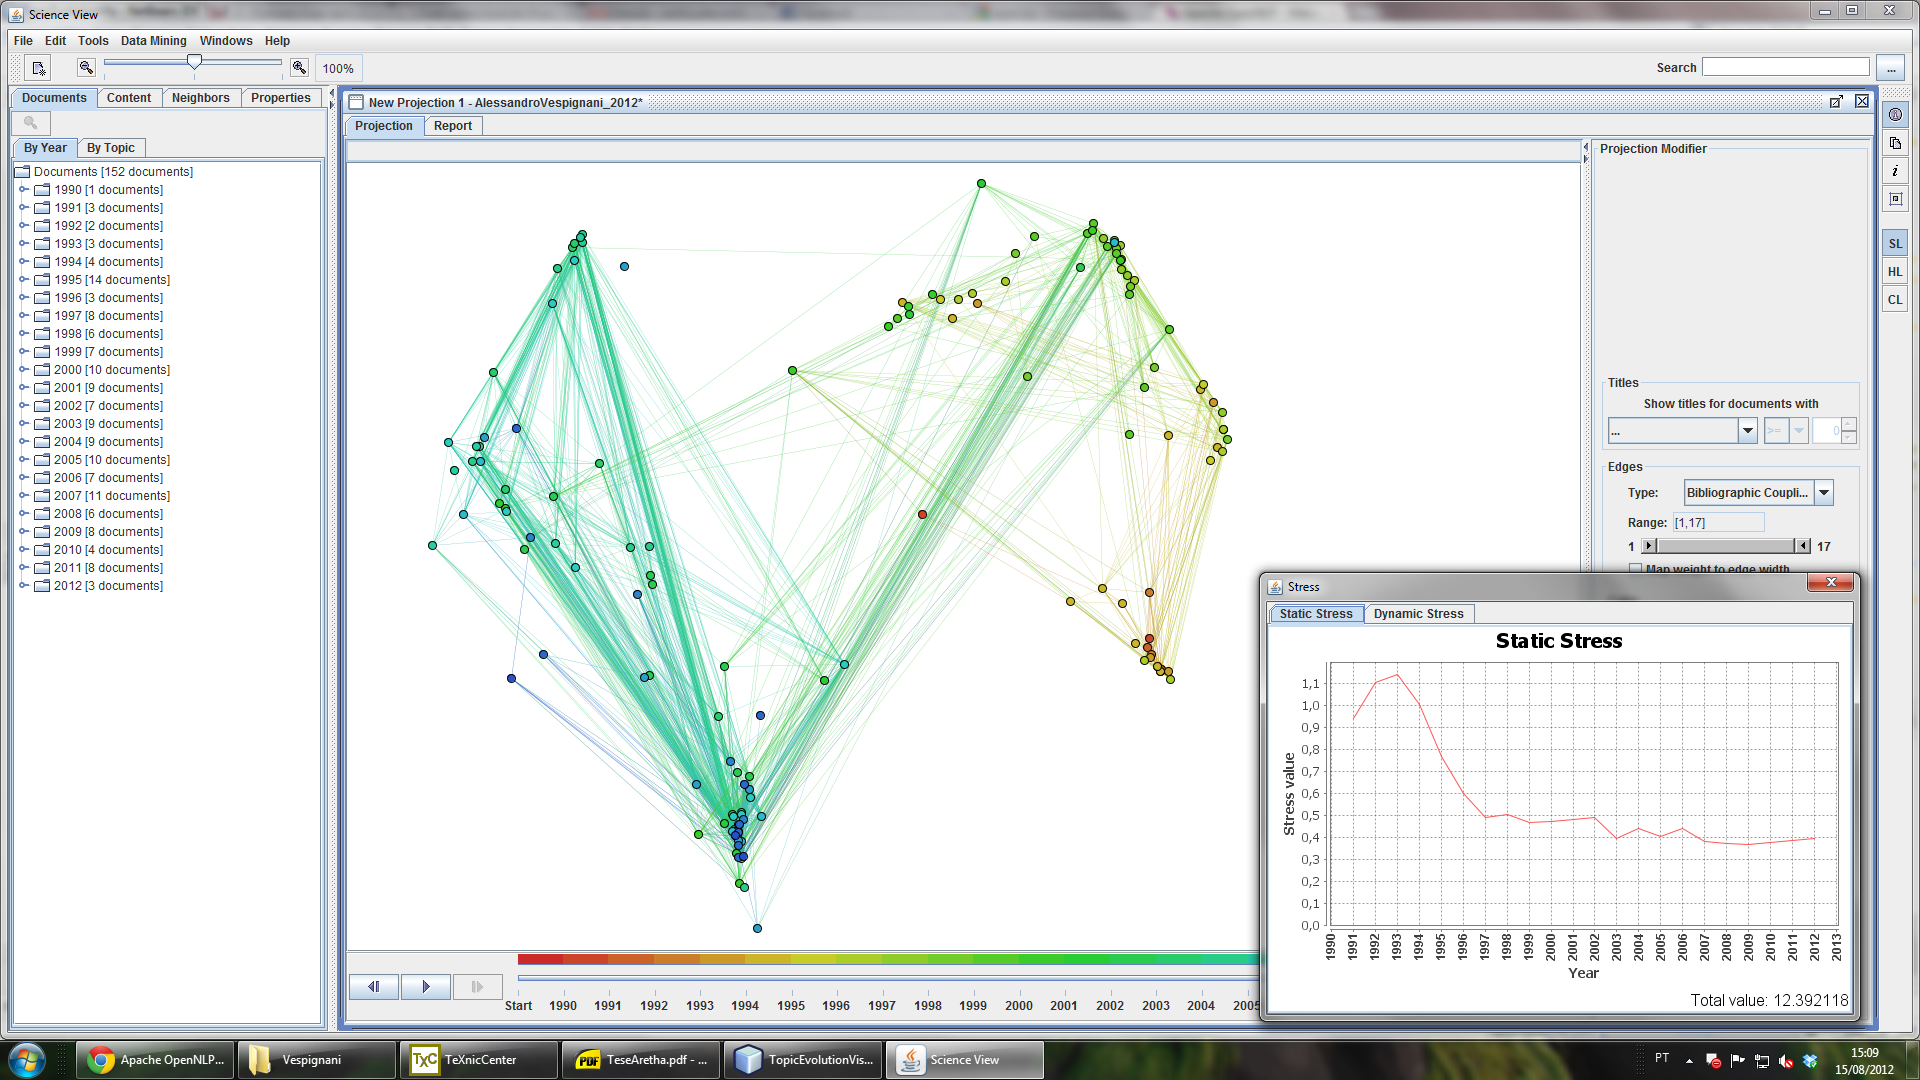 Science View
File Edit Tools Data Mining Windows Help
100%
Search
...
Documents Content Neighbors Properties
By Year By Topic
Documents [152 documents]
1990 [1 documents]
1991 [3 documents]
1992 [2 documents]
1993 [3 documents]
1994 [4 documents]
1995 [14 documents]
1996 [3 documents]
1997 [8 documents]
1998 [6 documents]
1999 [7 documents]
2000 [10 documents]
2001 [9 documents]
2002 [7 documents]
2003 [9 documents]
2004 [9 documents]
2005 [10 documents]
2006 [7 documents]
2007 [11 documents]
2008 [6 documents]
2009 [8 documents]
2010 [4 documents]
2011 [8 documents]
2012 [3 documents]
New Projection 1 - AlessandroVespignani_2012*
Projection Report
Projection Modifier
Titles
Show titles for documents with
... >= 0
Edges
Type: Bibliographic Coupli...
Range: [1,17]
1 17
Map weight to edge width
i
SL
HL
CL
Start 1990 1991 1992 1993 1994 1995 1996 1997 1998 1999 2000 2001 2002 2003 2004
Stress
Static Stress Dynamic Stress
Static Stress
Stress value
1,1
1,0
0,9
0,8
0,7
0,6
0,5
0,4
0,3
0,2
0,1
0,0
1990 1991 1992 1993 1994 1995 1996 1997 1998 1999 2000 2001 2002 2003 2004 2005 2006 2007 2008 2009 2010 2011 2012 2013
Year
Total value: 12.392118
Apache OpenNLP... Vespignani TeXnicCenter TeseAretha.pdf - ... TopicEvolutionVis... Science View
PT
15:09
15/08/2012